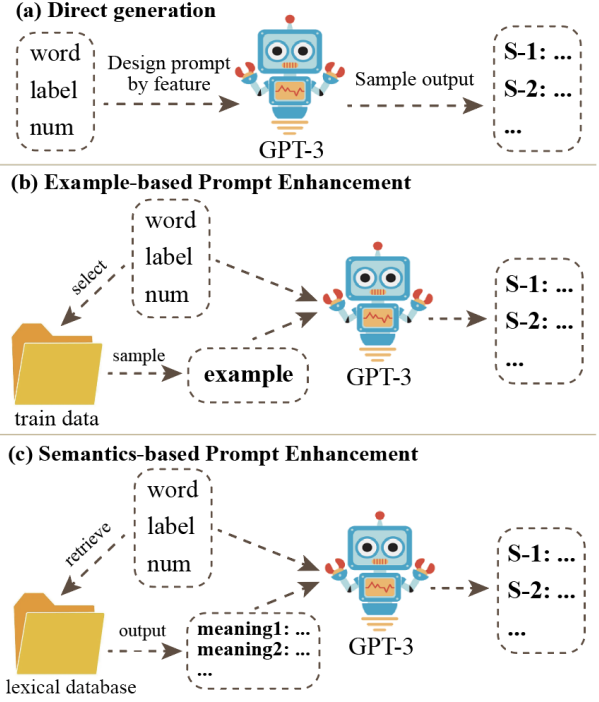 (a) Direct generation
word
label
num
Design prompt
by feature
GPT-3
Sample output
S-1: ...
S-2: ...
...
(b) Example-based Prompt Enhancement
word
label
num
select
train data
sample
example
GPT-3
S-1: ...
S-2: ...
...
(c) Semantics-based Prompt Enhancement
word
label
num
retrieve
lexical database
output
meaning1: ...
meaning2: ...
...
GPT-3
S-1: ...
S-2: ...
...